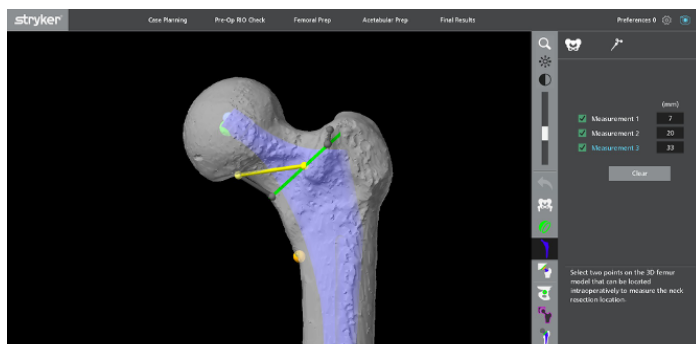 stryker
Case Planning
Pre-Op RIO Check
Femoral Prep
Acetabular Prep
Final Results
Preferences 0
(mm)
Measurement 1 7
Measurement 2 20
Measurement 3 33
Clear
Select two points on the 3D femur
model that can be located
intraoperatively to measure the neck
resection location.